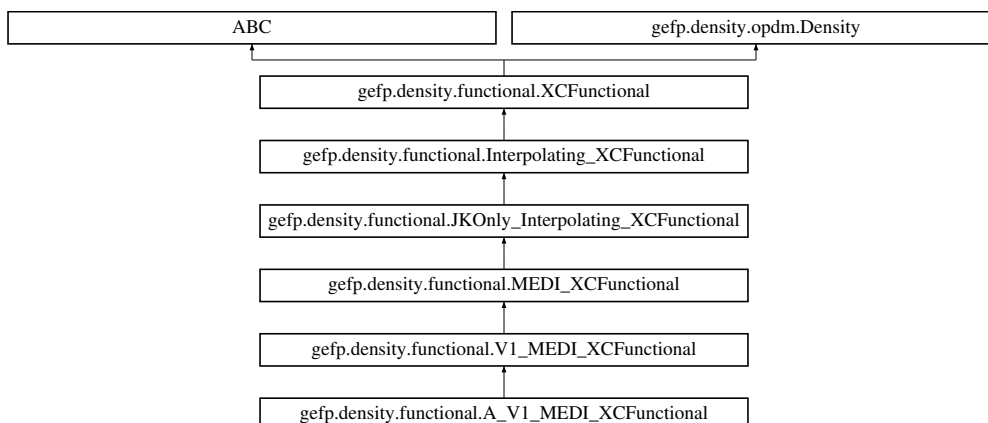 ABC
gefp.density.opdm.Density
gefp.density.functional.XCFunctional
gefp.density.functional.Interpolating_XCFunctional
gefp.density.functional.JKOnly_Interpolating_XCFunctional
gefp.density.functional.MEDI_XCFunctional
gefp.density.functional.V1_MEDI_XCFunctional
gefp.density.functional.A_V1_MEDI_XCFunctional